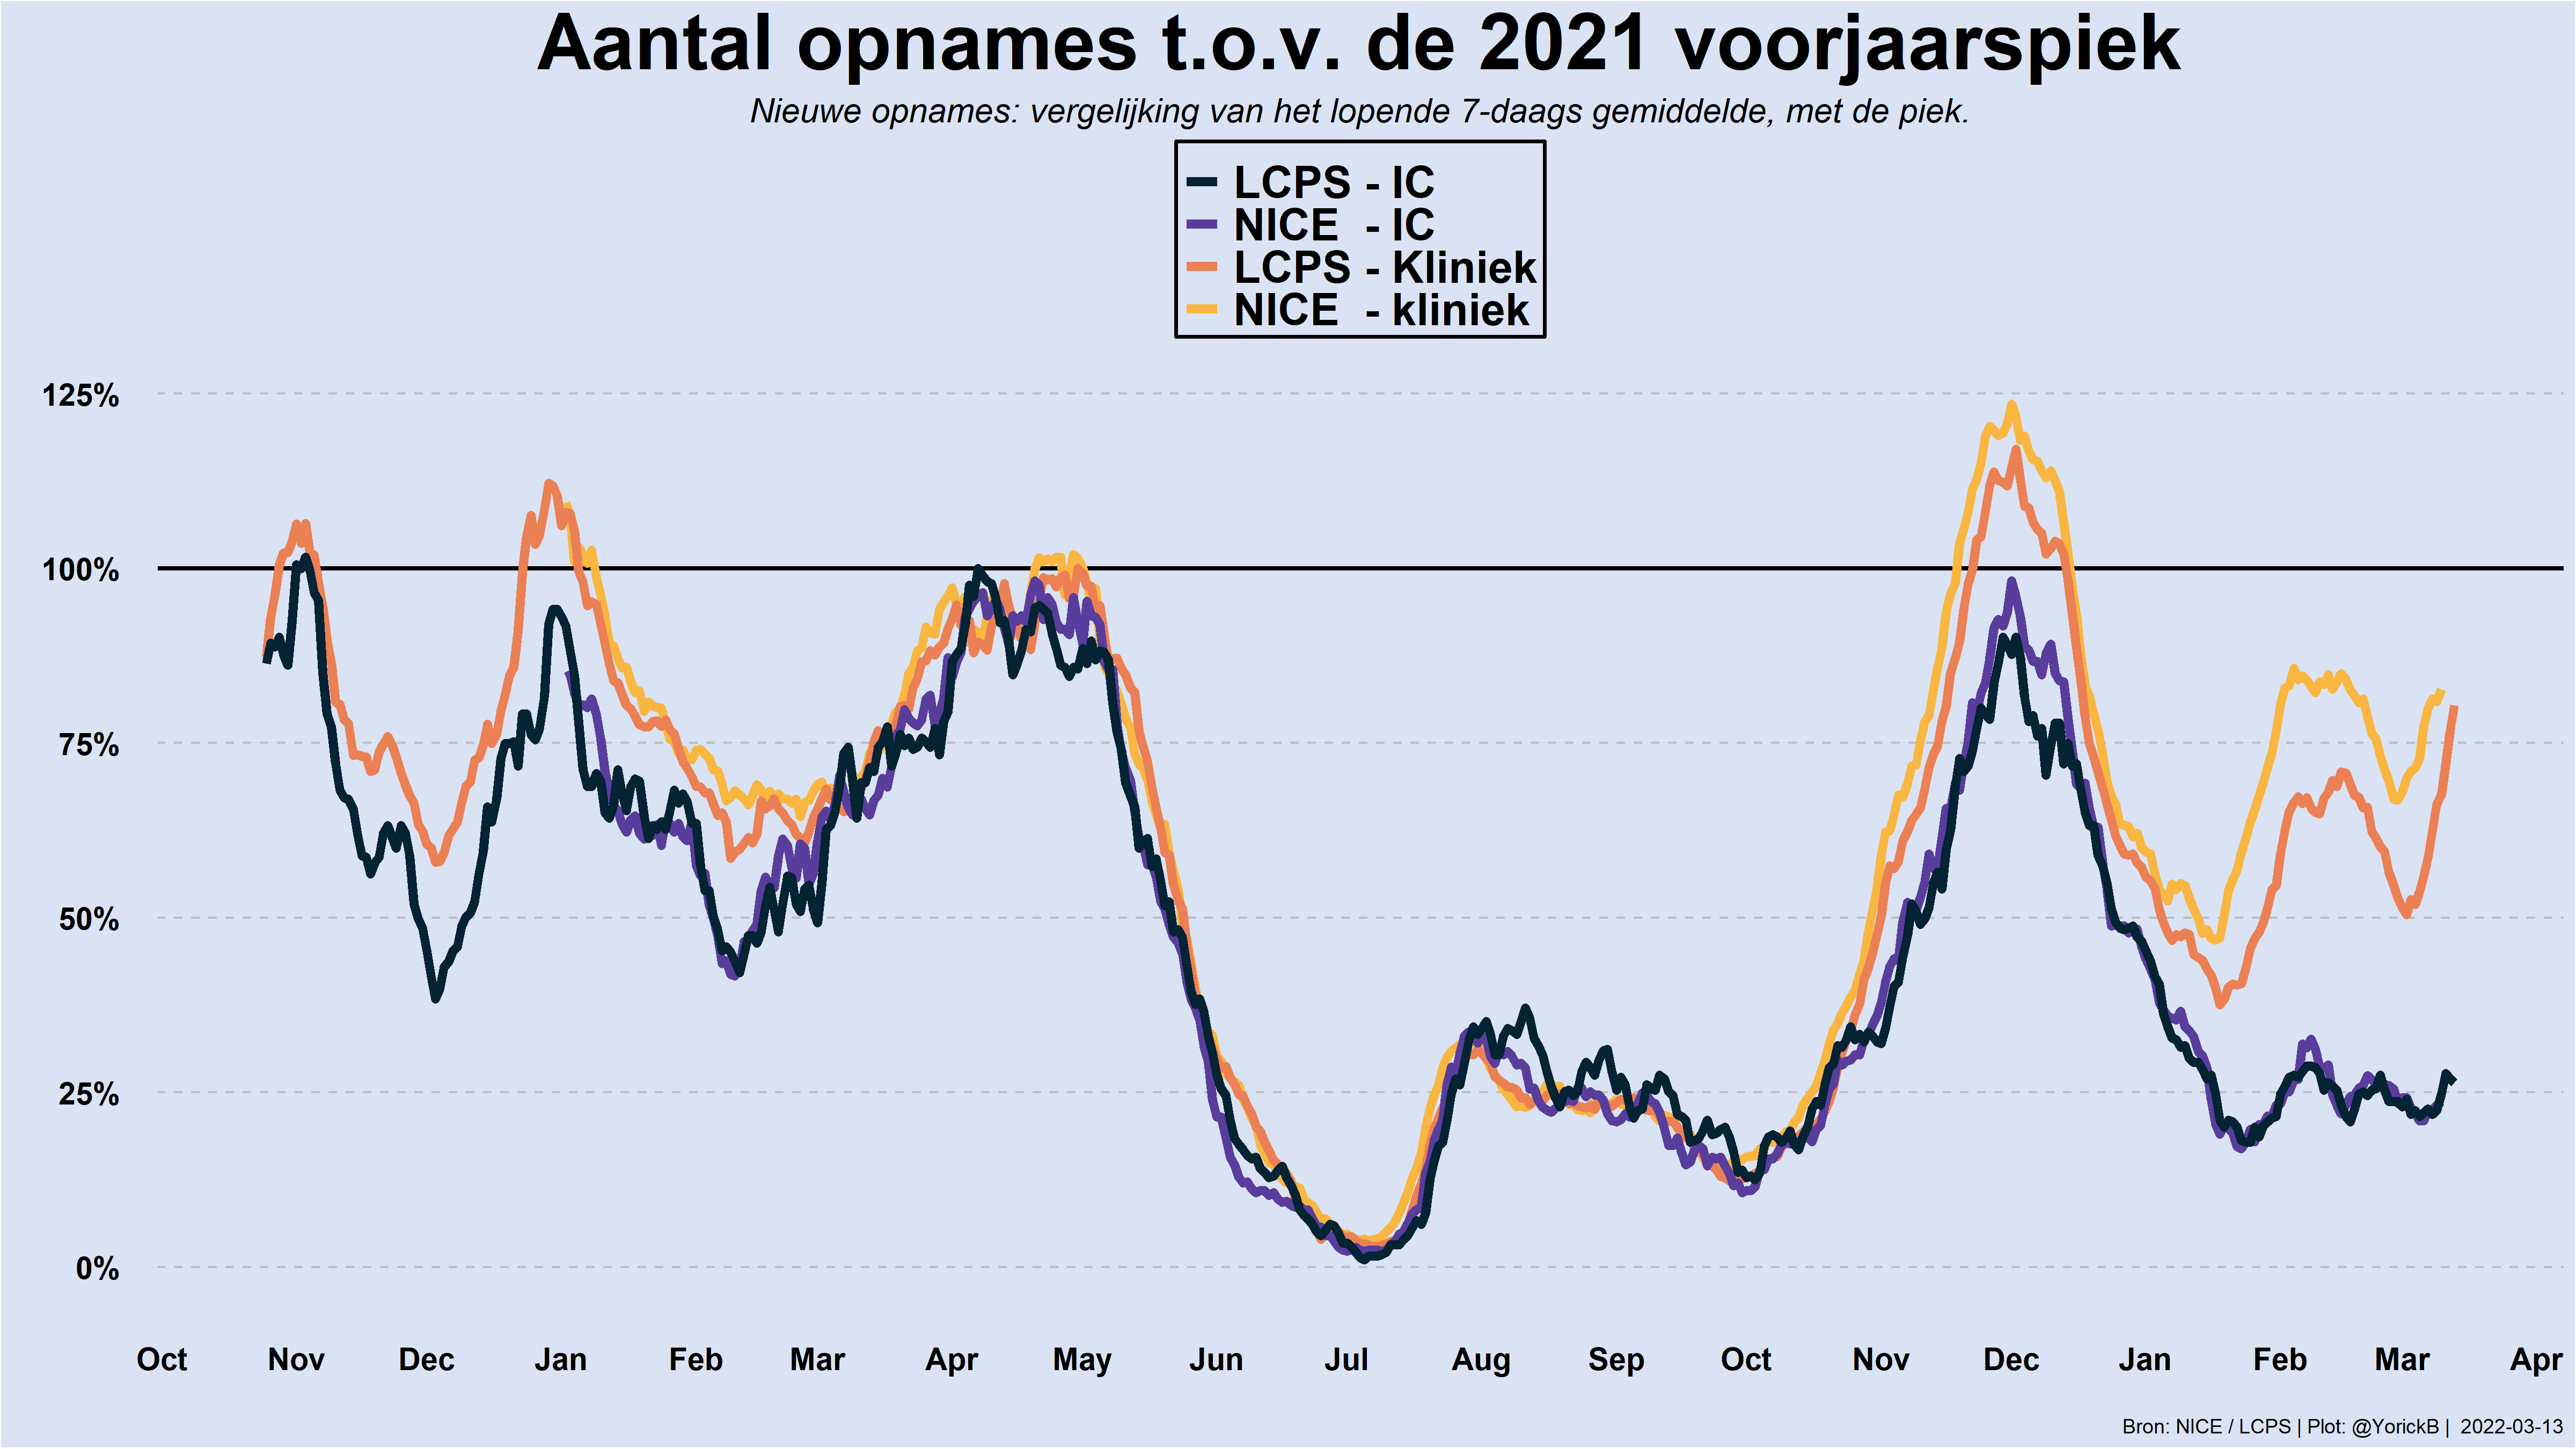 Aantal opnames t.o.v. de 2021 voorjaarspiek
Nieuwe opnames: vergelijking van het lopende 7-daags gemiddelde, met de piek.
LCPS - IC
NICE - IC
LCPS - Kliniek
NICE - kliniek
125%
100%
75%
50%
25%
0%
Oct Nov Dec Jan Feb Mar Apr May Jun Jul Aug Sep Oct Nov Dec Jan Feb Mar Apr
Bron: NICE / LCPS | Plot: @YorickB | 2022-03-13